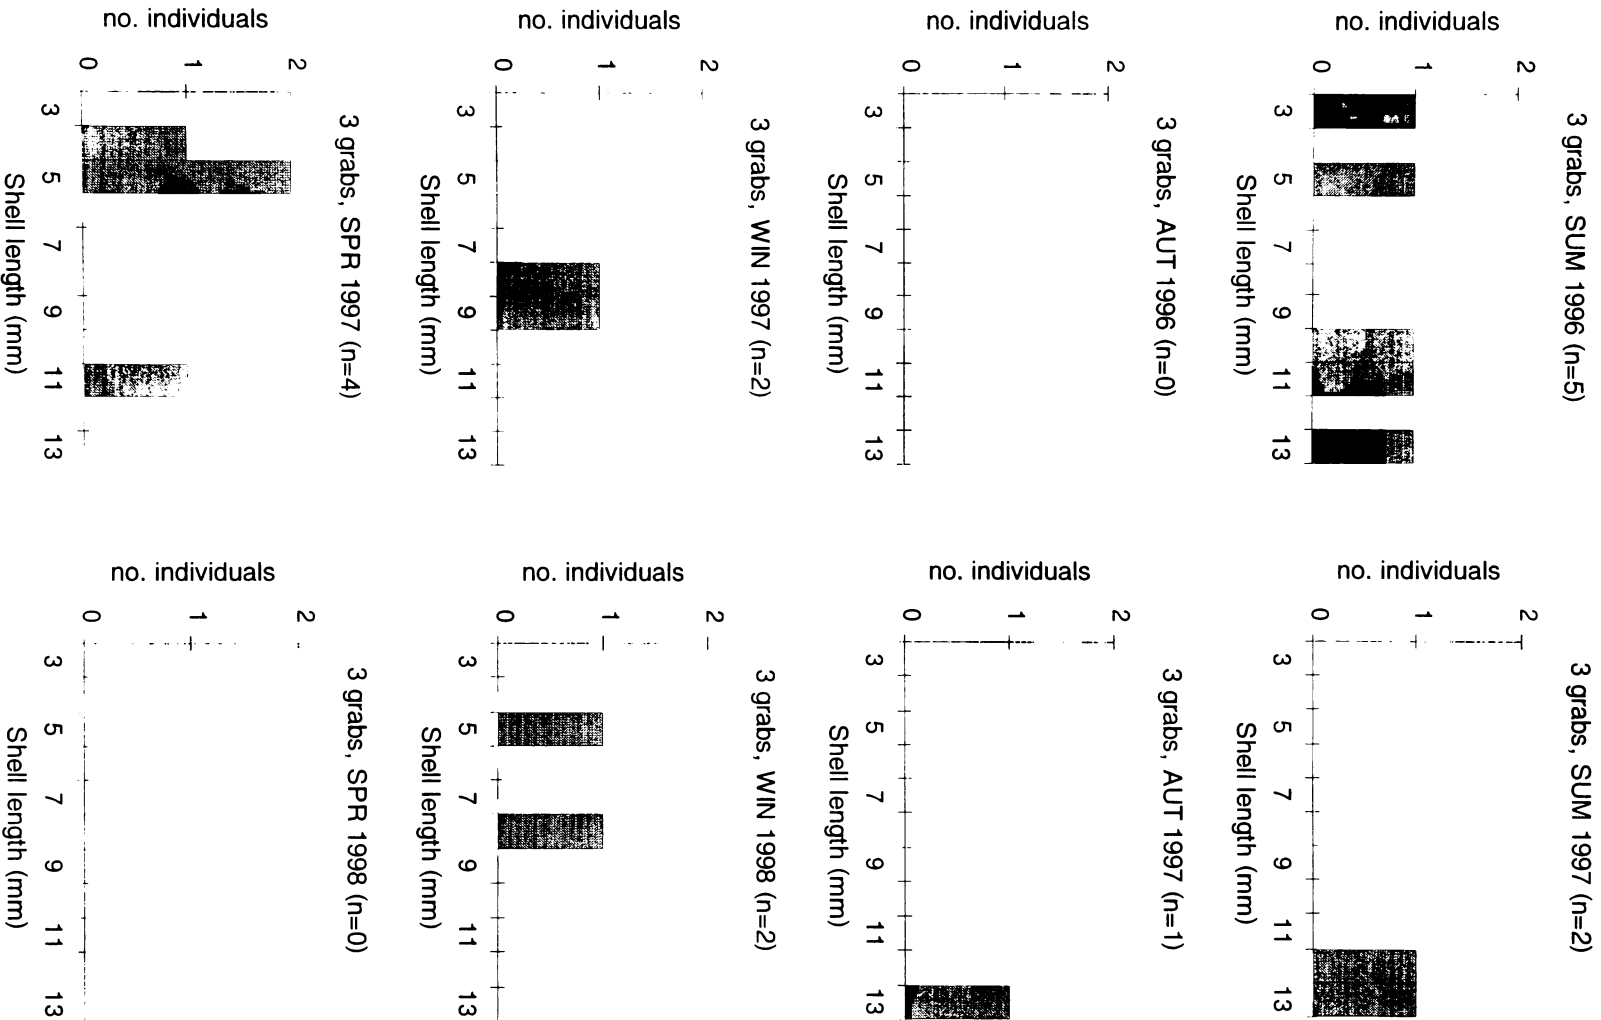 3 grabs, SUM 1996 (n=5)
no. individuals
2
1
0
3 5 7 9 11 13
Shell length (mm)
3 grabs, SUM 1997 (n=2)
no. individuals
2
1
0
3 5 7 9 11 13
Shell length (mm)
3 grabs, AUT 1996 (n=0)
no. individuals
2
1
0
3 5 7 9 11 13
Shell length (mm)
3 grabs, AUT 1997 (n=1)
no. individuals
2
1
0
3 5 7 9 11 13
Shell length (mm)
3 grabs, WIN 1997 (n=2)
no. individuals
2
1
0
3 5 7 9 11 13
Shell length (mm)
3 grabs, WIN 1998 (n=2)
no. individuals
2
1
0
3 5 7 9 11 13
Shell length (mm)
3 grabs, SPR 1997 (n=4)
no. individuals
2
1
0
3 5 7 9 11 13
Shell length (mm)
3 grabs, SPR 1998 (n=0)
no. individuals
2
1
0
3 5 7 9 11 13
Shell length (mm)